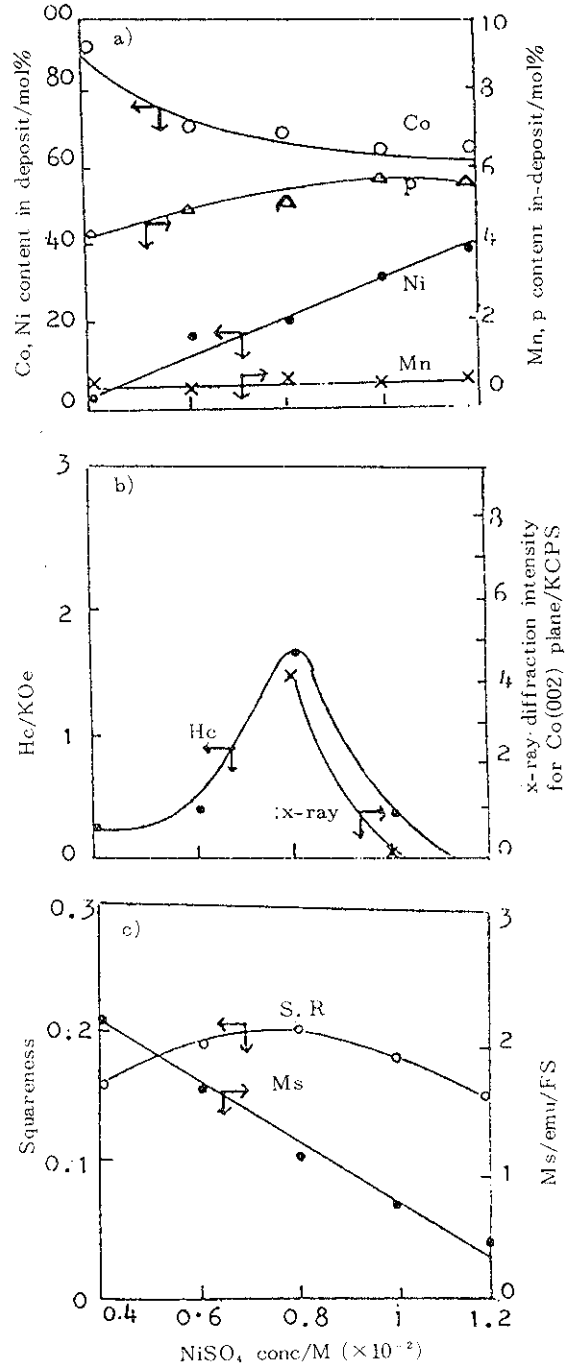 00
a)
10
80
8
60
6
40
4
20
2
0
0
Co
p
Ni
Mn
Co, Ni content in deposit/mol%
Mn, p content in-deposit/mol%
3
b)
8
2
6
4
1
2
0
0
Hc
x-ray
Hc/KOe
x-ray diffraction intensity
for Co(002) plane/KCPS
0.3
c)
3
0.2
2
0.1
1
0
0
S.R
Ms
Squareness
Ms/emu/FS
0.4 0.6 0.8 1 1.2
NiSO4 conc/M (×10⁻²)